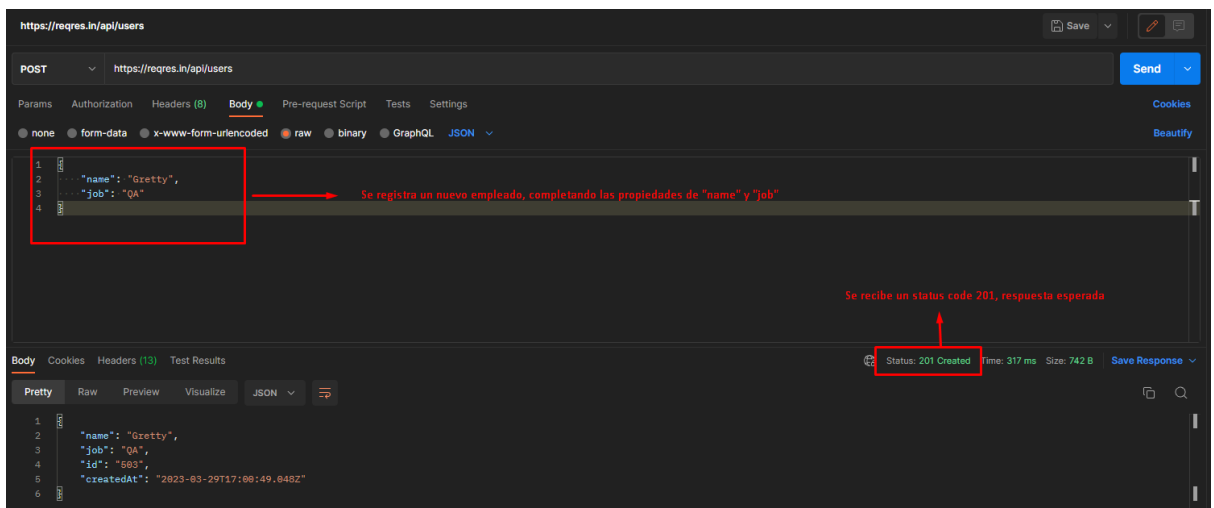 https://reqres.in/api/users Save
POST https://reqres.in/api/users Send
Params Authorization Headers (8) Body Pre-request Script Tests Settings Cookies
none form-data x-www-form-urlencoded raw binary GraphQL JSON Beautify
1 {
2 "name": "Gretty",
3 "job": "QA"
4 }
Se registra un nuevo empleado, completando las propiedades de "name" y "job"
Se recibe un status code 201, respuesta esperada
Body Cookies Headers (13) Test Results Status: 201 Created Time: 317 ms Size: 742 B Save Response
Pretty Raw Preview Visualize JSON
1 {
2 "name": "Gretty",
3 "job": "QA",
4 "id": "503",
5 "createdAt": "2023-03-29T17:00:49.048Z"
6 }